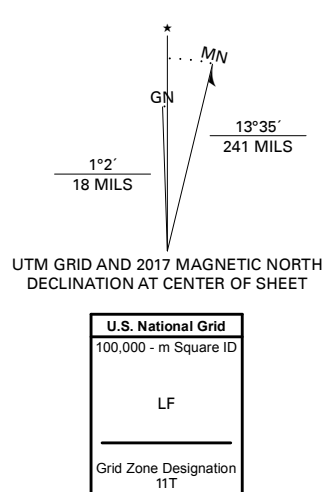 ★
MN
GN
13°35´
241 MILS
1°2´
18 MILS
UTM GRID AND 2017 MAGNETIC NORTH
DECLINATION AT CENTER OF SHEET
U.S. National Grid
100,000 - m Square ID
LF
Grid Zone Designation
11T